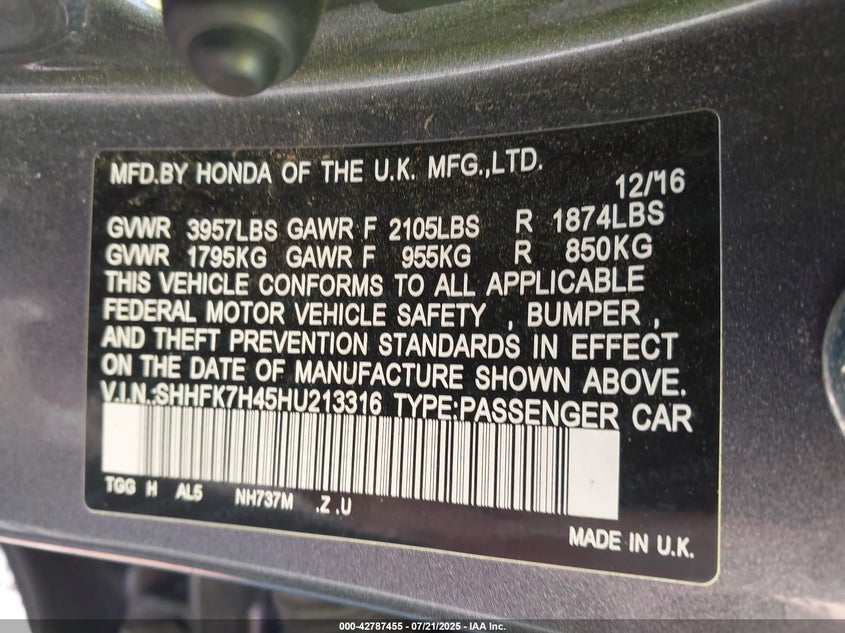 MFD.BY HONDA OF THE U.K. MFG.,LTD.
12/16
GVWR 3957LBS GAWR F 2105LBS R 1874LBS
GVWR 1795KG GAWR F 955KG R 850KG
THIS VEHICLE CONFORMS TO ALL APPLICABLE
FEDERAL MOTOR VEHICLE SAFETY , BUMPER ,
AND THEFT PREVENTION STANDARDS IN EFFECT
ON THE DATE OF MANUFACTURE SHOWN ABOVE.
V.I.N.:SHHFK7H45HU213316 TYPE:PASSENGER CAR
TGG H AL5 NH737M .Z .U
MADE IN U.K.
000-42787455 - 07/21/2025 - IAA Inc.